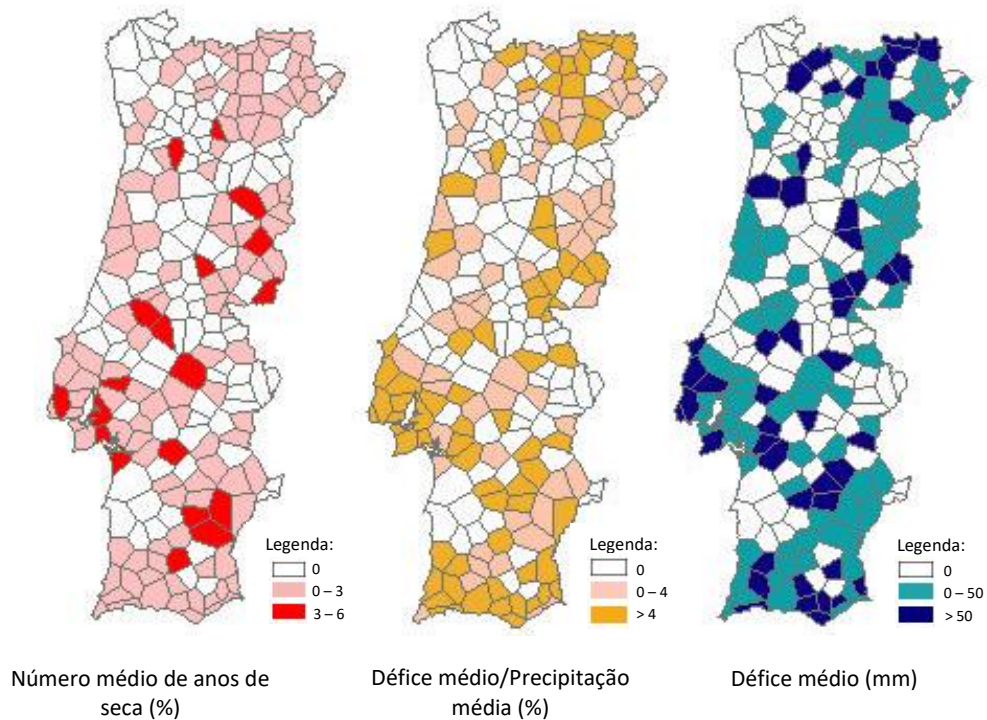 Legenda:
0
0 – 3
3 – 6
Legenda:
0
0 – 4
> 4
Legenda:
0
0 – 50
> 50
Número médio de anos de
seca (%)
Défice médio/Precipitação
média (%)
Défice médio (mm)